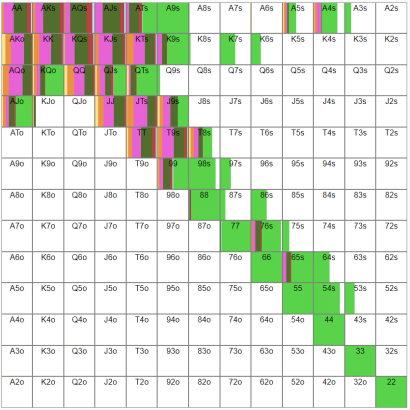 AA AKs AQs AJs ATs A9s A8s A7s A6s A5s A4s A3s A2s
AKo KK KQs KJs KTs K9s K8s K7s K6s K5s K4s K3s K2s
AQo KQo QQ QJs QTs Q9s Q8s Q7s Q6s Q5s Q4s Q3s Q2s
AJo KJo QJo JJ JTs J9s J8s J7s J6s J5s J4s J3s J2s
ATo KTo QTo JTo TT T9s T8s T7s T6s T5s T4s T3s T2s
A9o K9o Q9o J9o T9o 99 98s 97s 96s 95s 94s 93s 92s
A8o K8o Q8o J8o T8o 98o 88 87s 86s 85s 84s 83s 82s
A7o K7o Q7o J7o T7o 97o 87o 77 76s 75s 74s 73s 72s
A6o K6o Q6o J6o T6o 96o 86o 76o 66 65s 64s 63s 62s
A5o K5o Q5o J5o T5o 95o 85o 75o 65o 55 54s 53s 52s
A4o K4o Q4o J4o T4o 94o 84o 74o 64o 54o 44 43s 42s
A3o K3o Q3o J3o T3o 93o 83o 73o 63o 53o 43o 33 32s
A2o K2o Q2o J2o T2o 92o 82o 72o 62o 52o 42o 32o 22